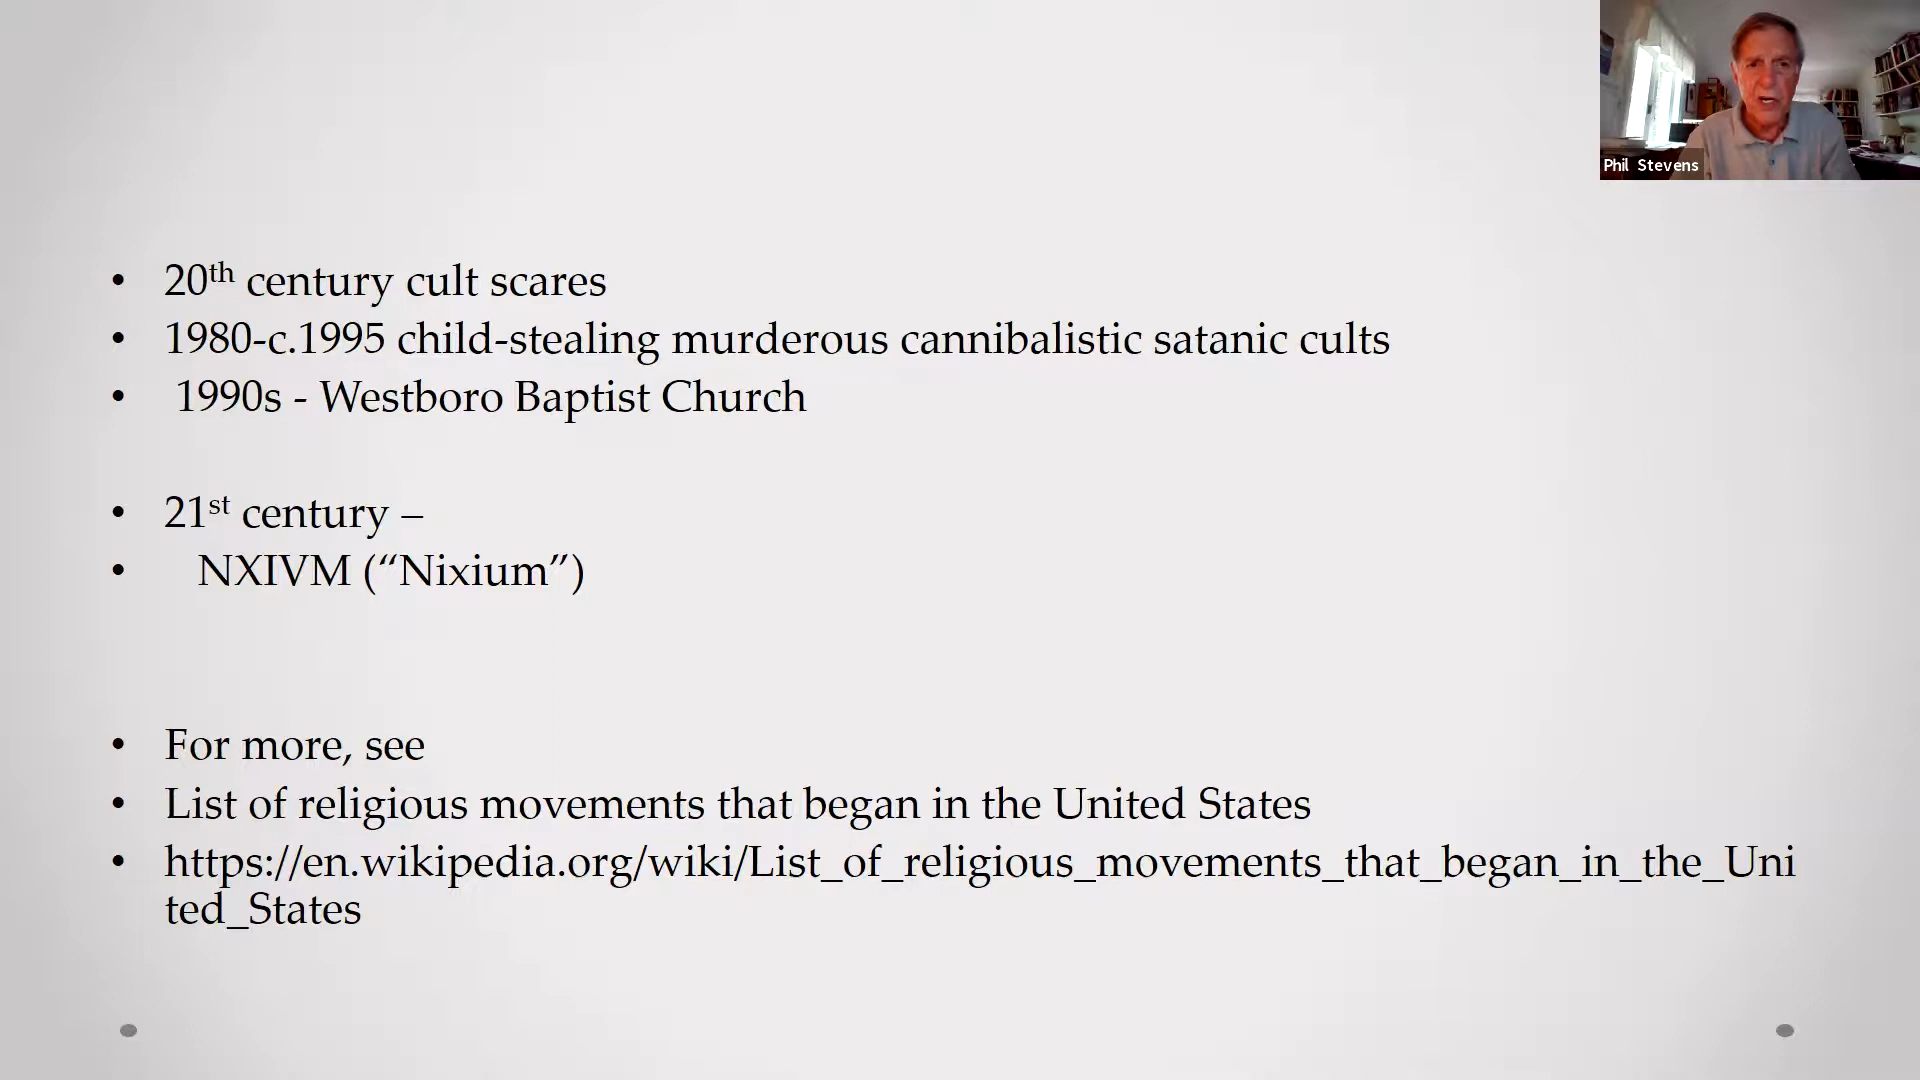 Phil Stevens
• 20th century cult scares
• 1980-c.1995 child-stealing murderous cannibalistic satanic cults
• 1990s - Westboro Baptist Church
• 21st century –
• NXIVM (“Nixium”)
• For more, see
• List of religious movements that began in the United States
• https://en.wikipedia.org/wiki/List_of_religious_movements_that_began_in_the_Uni
ted_States